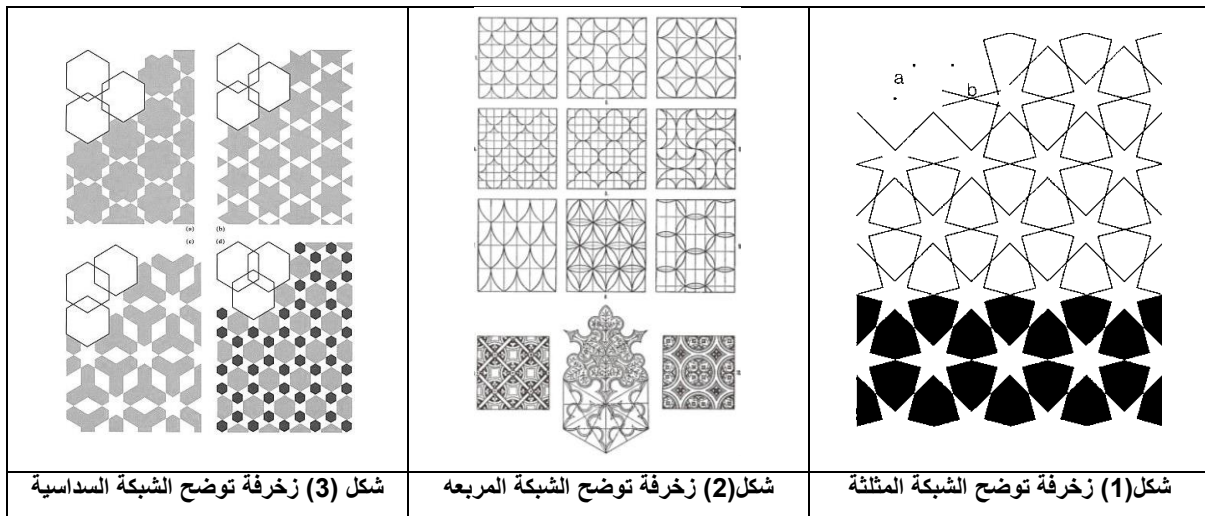 a
b
(a)
(b)
(c)
(d)
شكل(1) زخرفة توضح الشبكة المثلثة
شكل(2) زخرفة توضح الشبكة المربعه
شكل (3) زخرفة توضح الشبكة السداسية